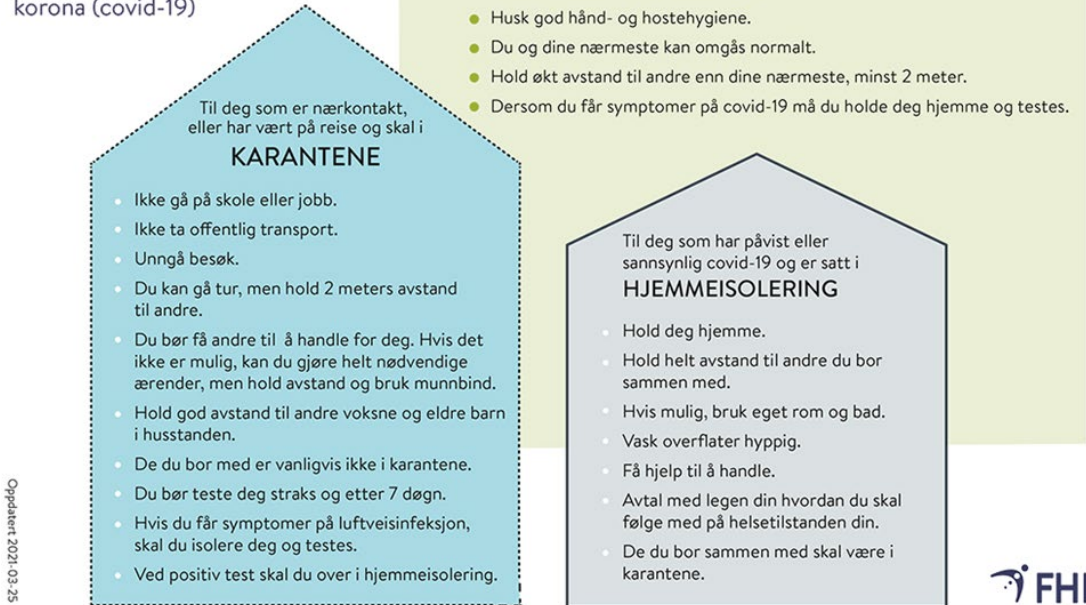 korona (covid-19)
Husk god hånd- og hostehygiene.
Du og dine nærmeste kan omgås normalt.
Hold økt avstand til andre enn dine nærmeste, minst 2 meter.
Dersom du får symptomer på covid-19 må du holde deg hjemme og testes.
Til deg som er nærkontakt,
eller har vært på reise og skal i
KARANTENE
Ikke gå på skole eller jobb.
Ikke ta offentlig transport.
Unngå besøk.
Du kan gå tur, men hold 2 meters avstand
til andre.
Du bør få andre til å handle for deg. Hvis det
ikke er mulig, kan du gjøre helt nødvendige
ærender, men hold avstand og bruk munnbind.
Hold god avstand til andre voksne og eldre barn
i husstanden.
De du bor med er vanligvis ikke i karantene.
Du bør teste deg straks og etter 7 døgn.
Hvis du får symptomer på luftveisinfeksjon,
skal du isolere deg og testes.
Ved positiv test skal du over i hjemmeisolering.
Til deg som har påvist eller
sannsynlig covid-19 og er satt i
HJEMMEISOLERING
Hold deg hjemme.
Hold helt avstand til andre du bor
sammen med.
Hvis mulig, bruk eget rom og bad.
Vask overflater hyppig.
Få hjelp til å handle.
Avtal med legen din hvordan du skal
følge med på helsetilstanden din.
De du bor sammen med skal være i
karantene.
Oppdatert 2021-03-25
FHI